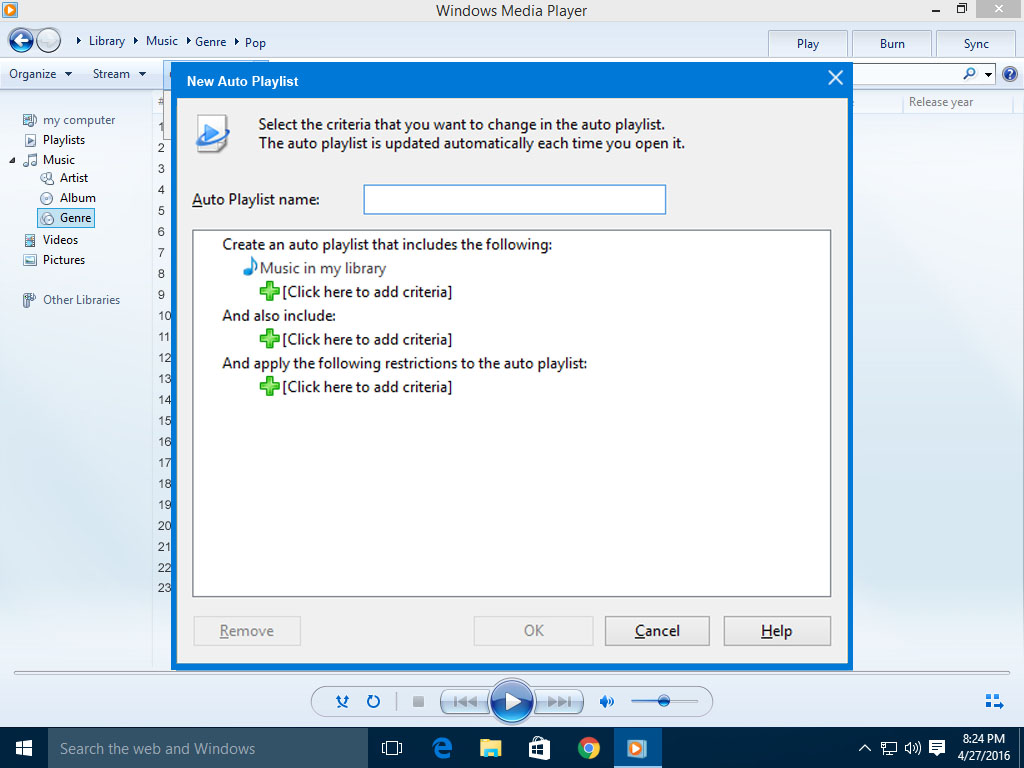 Windows Media Player
Library Music Genre Pop
Play Burn Sync
Organize Stream
New Auto Playlist
Release year
Select the criteria that you want to change in the auto playlist.
The auto playlist is updated automatically each time you open it.
my computer
Playlists
Music
Artist
Album
Genre
Videos
Pictures
Other Libraries
#
1
2
3
4
5
6
7
8
9
10
11
12
13
14
15
16
17
18
19
20
21
22
23
Auto Playlist name:
Create an auto playlist that includes the following:
Music in my library
[Click here to add criteria]
And also include:
[Click here to add criteria]
And apply the following restrictions to the auto playlist:
[Click here to add criteria]
Remove OK Cancel Help
Search the web and Windows
8:24 PM
4/27/2016